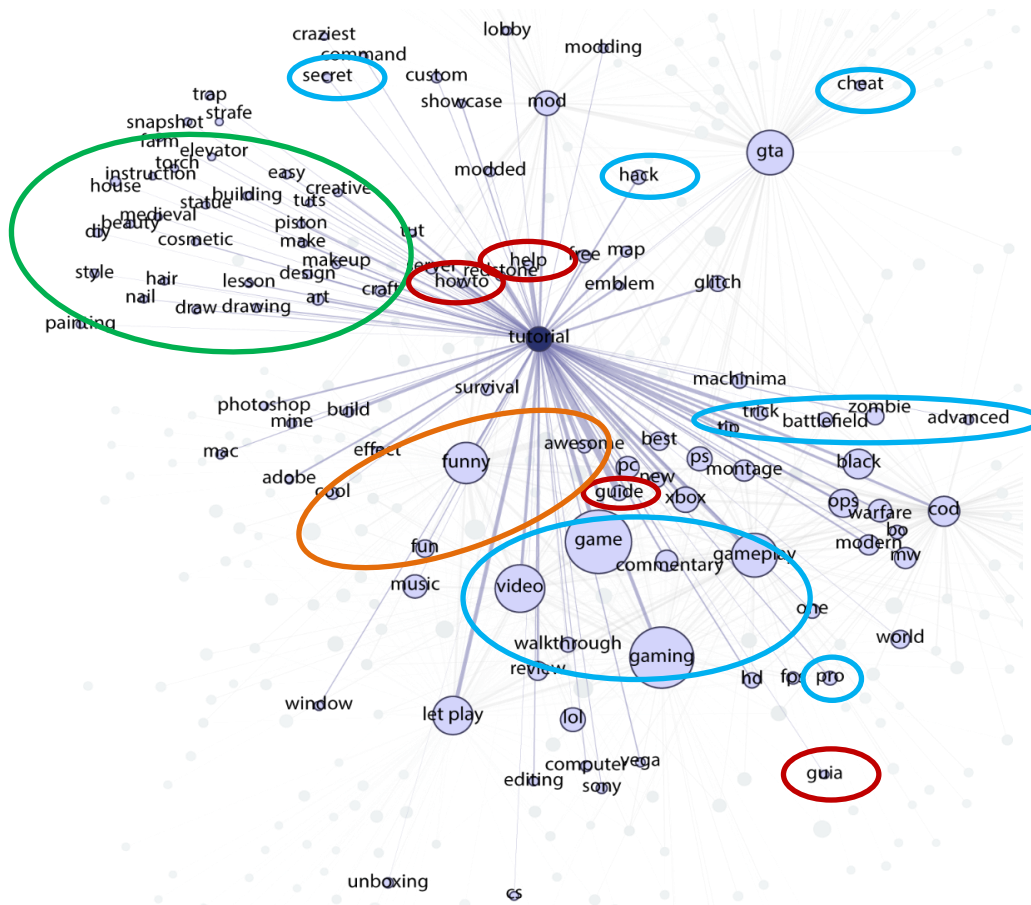 craziest
lobby
command
modding
secret
custom
cheat
trap
showcase
mod
strafe
snapshot
farm
elevator
gta
torch
instruction
modded
easy
hack
house
building
creative
statue
tuts
medieval
beauty
piston
diy
tut
cosmetic
make
free
map
help
makeup
server
redstone
style
design
howto
hair
lesson
emblem
glitch
nail
art
craft
draw
drawing
painting
tutorial
machinima
survival
photoshop
build
mine
trick
zombie
battlefield
advanced
tip
effect
awesome
best
mac
funny
pc
ps
montage
black
new
adobe
cool
guide
xbox
ops
warfare
cod
bo
game
modern
mw
fun
commentary
gameplay
music
video
one
walkthrough
gaming
world
review
hd
fps
pro
window
let play
lol
computer
vega
guia
editing
sony
unboxing
cs